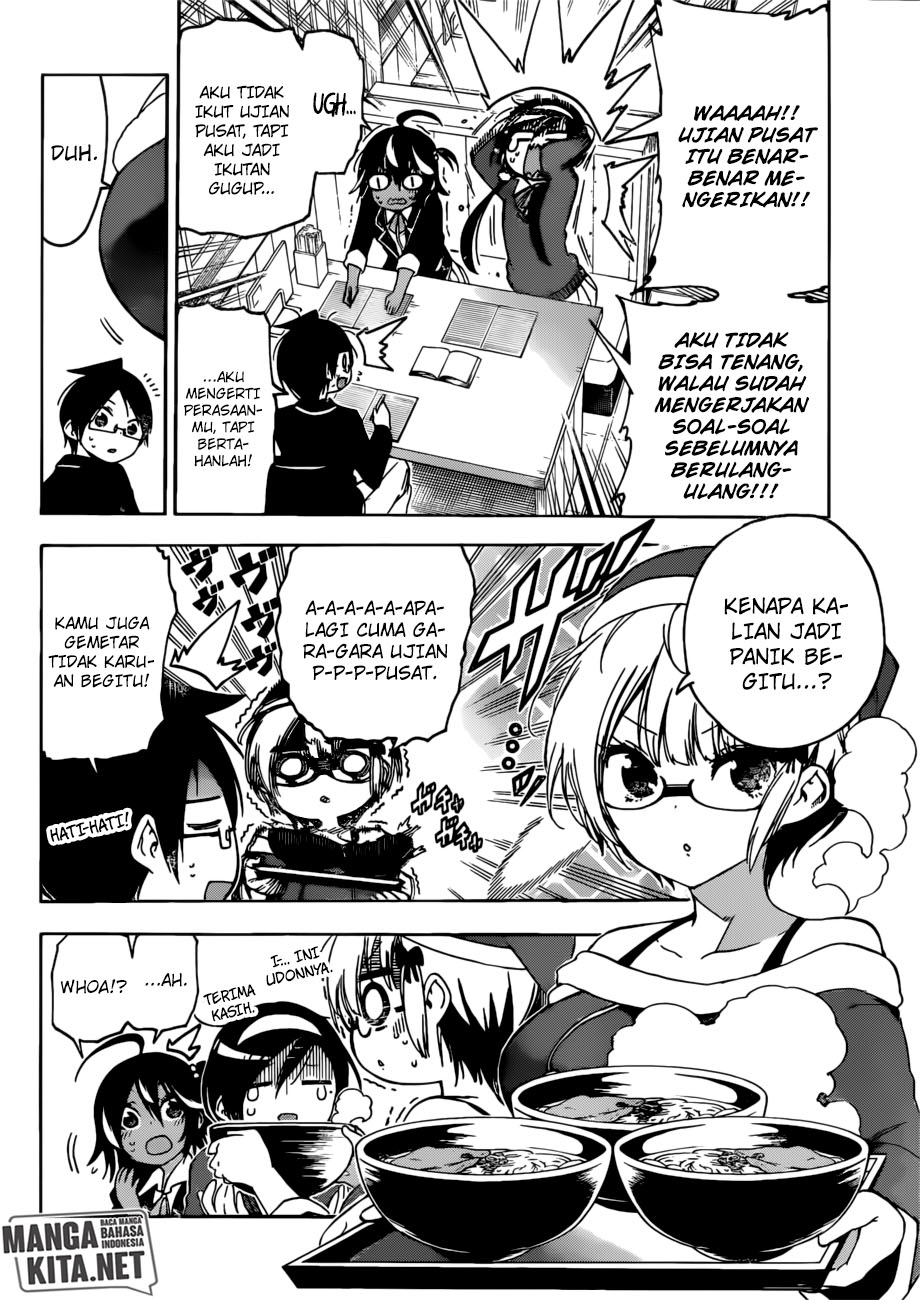 WAAAAH!!
UJIAN PUSAT
ITU BENAR-
BENAR ME-
NGERIKAN!!
AKU TIDAK
BISA TENANG,
WALAU SUDAH
MENGERJAKAN
SOAL-SOAL
SEBELUMNYA
BERULANG-
ULANG!!!
UGH...
AKU TIDAK
IKUT UJIAN
PUSAT, TAPI
AKU JADI
IKUTAN
GUGUP...
...AKU
MENGERTI
PERASAAN-
MU, TAPI
BERTA-
HANLAH!
DUH.
KENAPA KA-
LIAN JADI
PANIK BE-
GITU...?
A-A-A-A-A-APA-
LAGI CUMA GA-
RA-GARA UJIAN
P-P-P-PUSAT.
KAMU JUGA
GEMETAR
TIDAK KARU-
AN BEGITU!
HATI-HATI!
I-... INI
UDONNYA.
TERIMA
KASIH.
...AH.
WHOA!?
MANGA
KITA.NET
BACA MANGA
BAHASA
INDONESIA